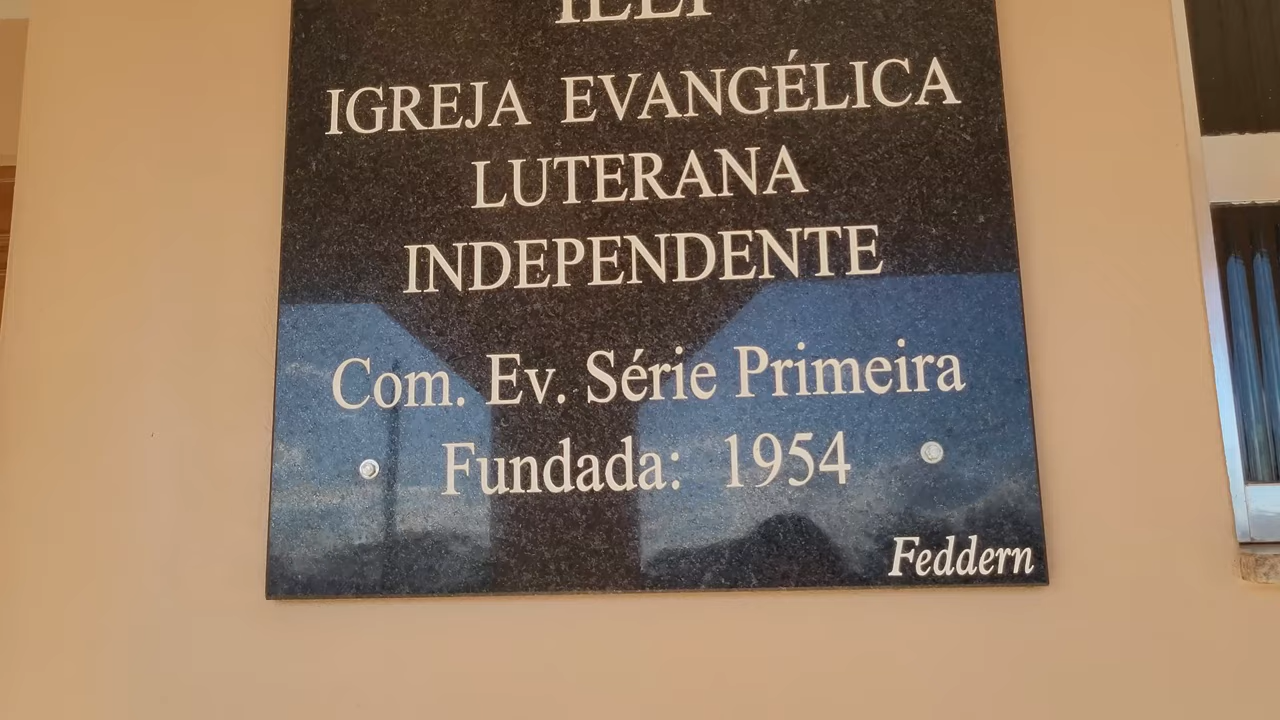 IGREJA EVANGÉLICA
LUTERANA
INDEPENDENTE
Com. Ev. Série Primeira
Fundada: 1954
Feddern